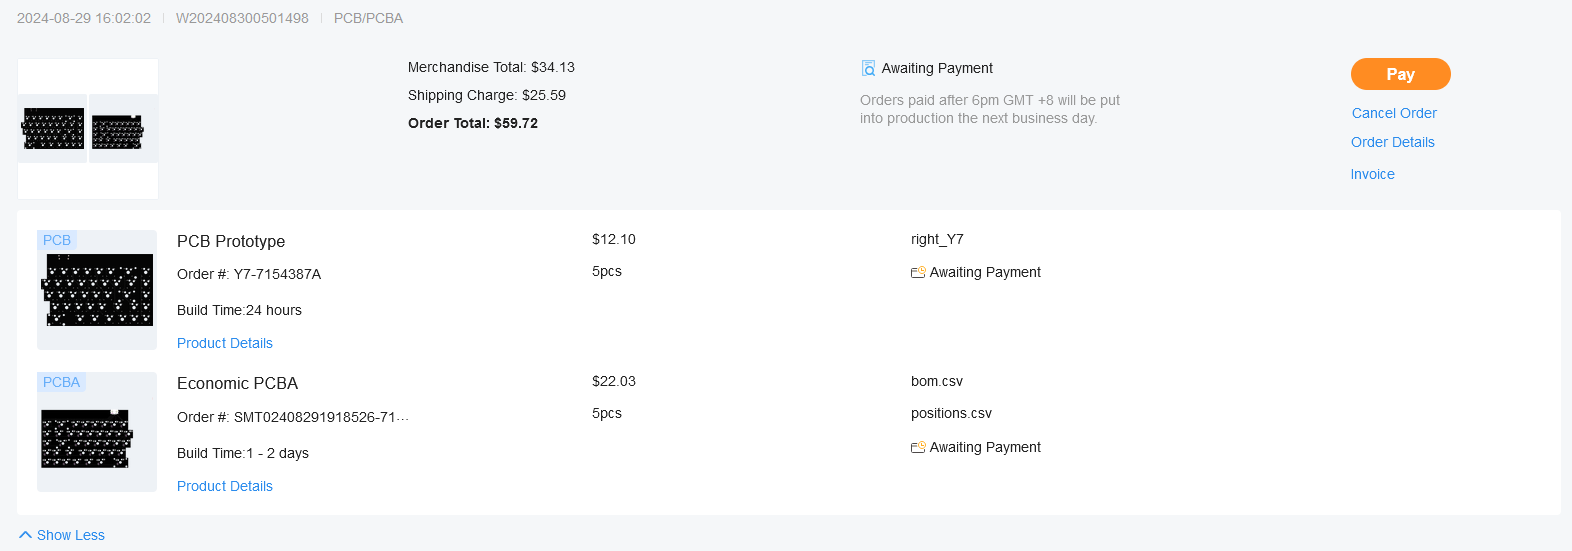 2024-08-29 16:02:02 | W202408300501498 | PCB/PCBA
Merchandise Total: $34.13
Shipping Charge: $25.59
Order Total: $59.72
Awaiting Payment
Orders paid after 6pm GMT +8 will be put
into production the next business day.
Pay
Cancel Order
Order Details
Invoice
PCB
PCB Prototype
Order #: Y7-7154387A
Build Time:24 hours
Product Details
$12.10
5pcs
right_Y7
Awaiting Payment
PCBA
Economic PCBA
Order #: SMT02408291918526-71...
Build Time:1 - 2 days
Product Details
$22.03
5pcs
bom.csv
positions.csv
Awaiting Payment
Show Less